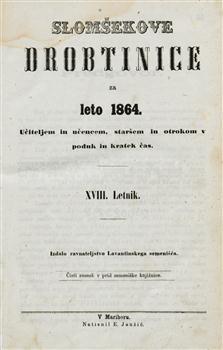 SLOMŠEKOVE
DROBTINICE
za
leto 1864.
Učiteljem in učencem, staršem in otrokom v
poduk in kratek čas.
XVIII. Letnik.
Izdalo ravnateljstvo Lavantinskega semenišča.
Čisti znesek v prid semeniške knjižnice.
V Mariboru.
Natisnil E. Janžič.